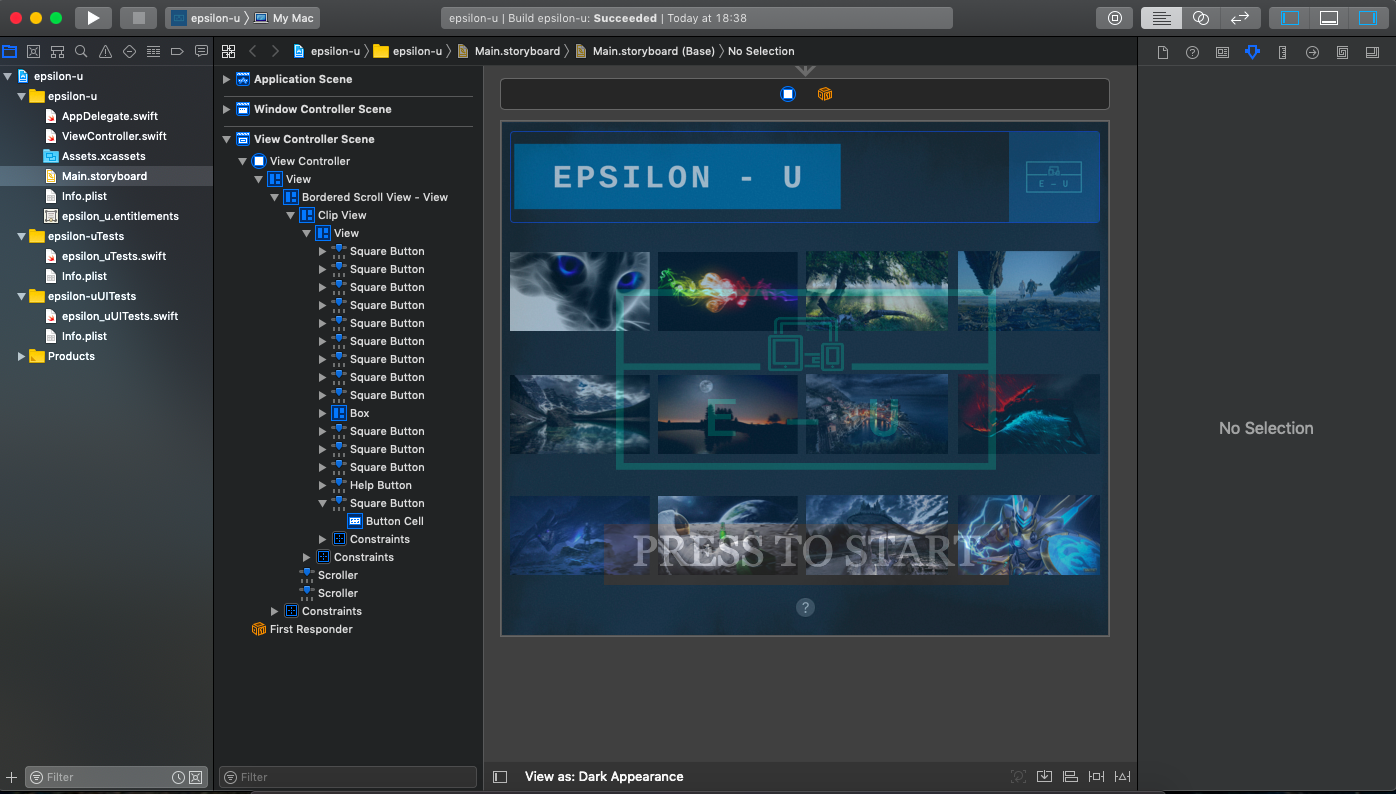 epsilon-u
My Mac
epsilon-u | Build epsilon-u: Succeeded | Today at 18:38
epsilon-u
epsilon-u
AppDelegate.swift
ViewController.swift
Assets.xcassets
Main.storyboard
Info.plist
epsilon_u.entitlements
epsilon-uTests
epsilon_uTests.swift
Info.plist
epsilon-uUITests
epsilon_uUITests.swift
Info.plist
Products
Filter
epsilon-u
epsilon-u
Main.storyboard
Main.storyboard (Base)
No Selection
Application Scene
Window Controller Scene
View Controller Scene
View Controller
View
Bordered Scroll View - View
Clip View
View
Square Button
Square Button
Square Button
Square Button
Square Button
Square Button
Square Button
Square Button
Square Button
Box
Square Button
Square Button
Square Button
Help Button
Square Button
Button Cell
Constraints
Constraints
Scroller
Scroller
Constraints
First Responder
Filter
EPSILON - U
E - U
E - U
PRESS TO START
?
View as: Dark Appearance
No Selection